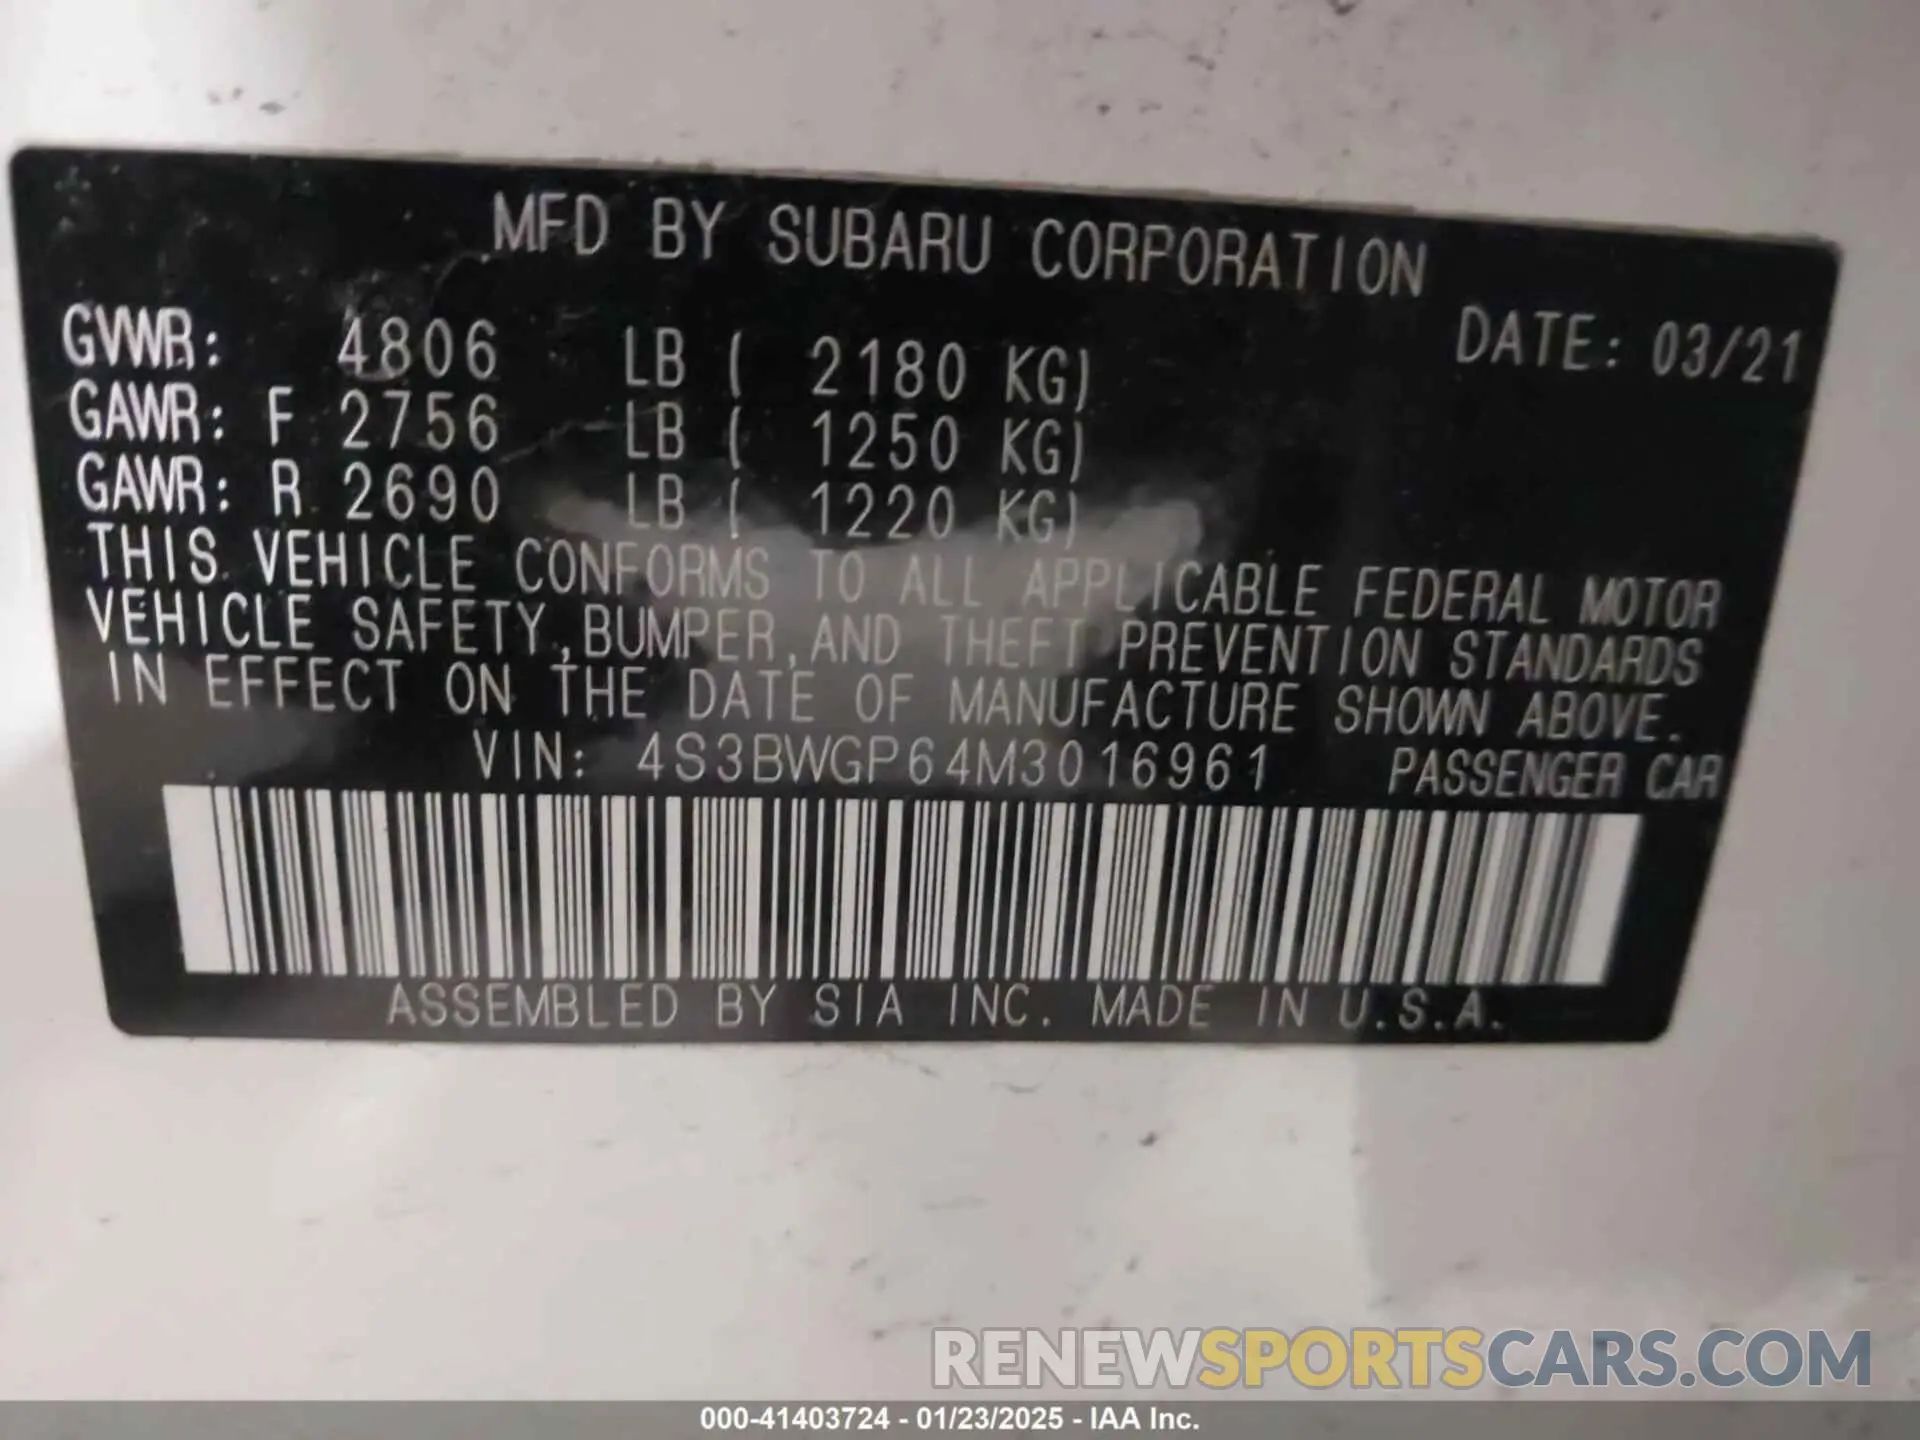 MFD BY SUBARU CORPORATION
GVWR: 4806 LB ( 2180 KG) DATE: 03/21
GAWR: F 2756 LB ( 1250 KG)
GAWR: R 2690 LB ( 1220 KG)
THIS VEHICLE CONFORMS TO ALL APPLICABLE FEDERAL MOTOR
VEHICLE SAFETY,BUMPER,AND THEFT PREVENTION STANDARDS
IN EFFECT ON THE DATE OF MANUFACTURE SHOWN ABOVE.
VIN: 4S3BWGP64M3016961 PASSENGER CAR
ASSEMBLED BY SIA INC. MADE IN U.S.A.
RENEWSPORTSCARS.COM
000-41403724 - 01/23/2025 - IAA Inc.